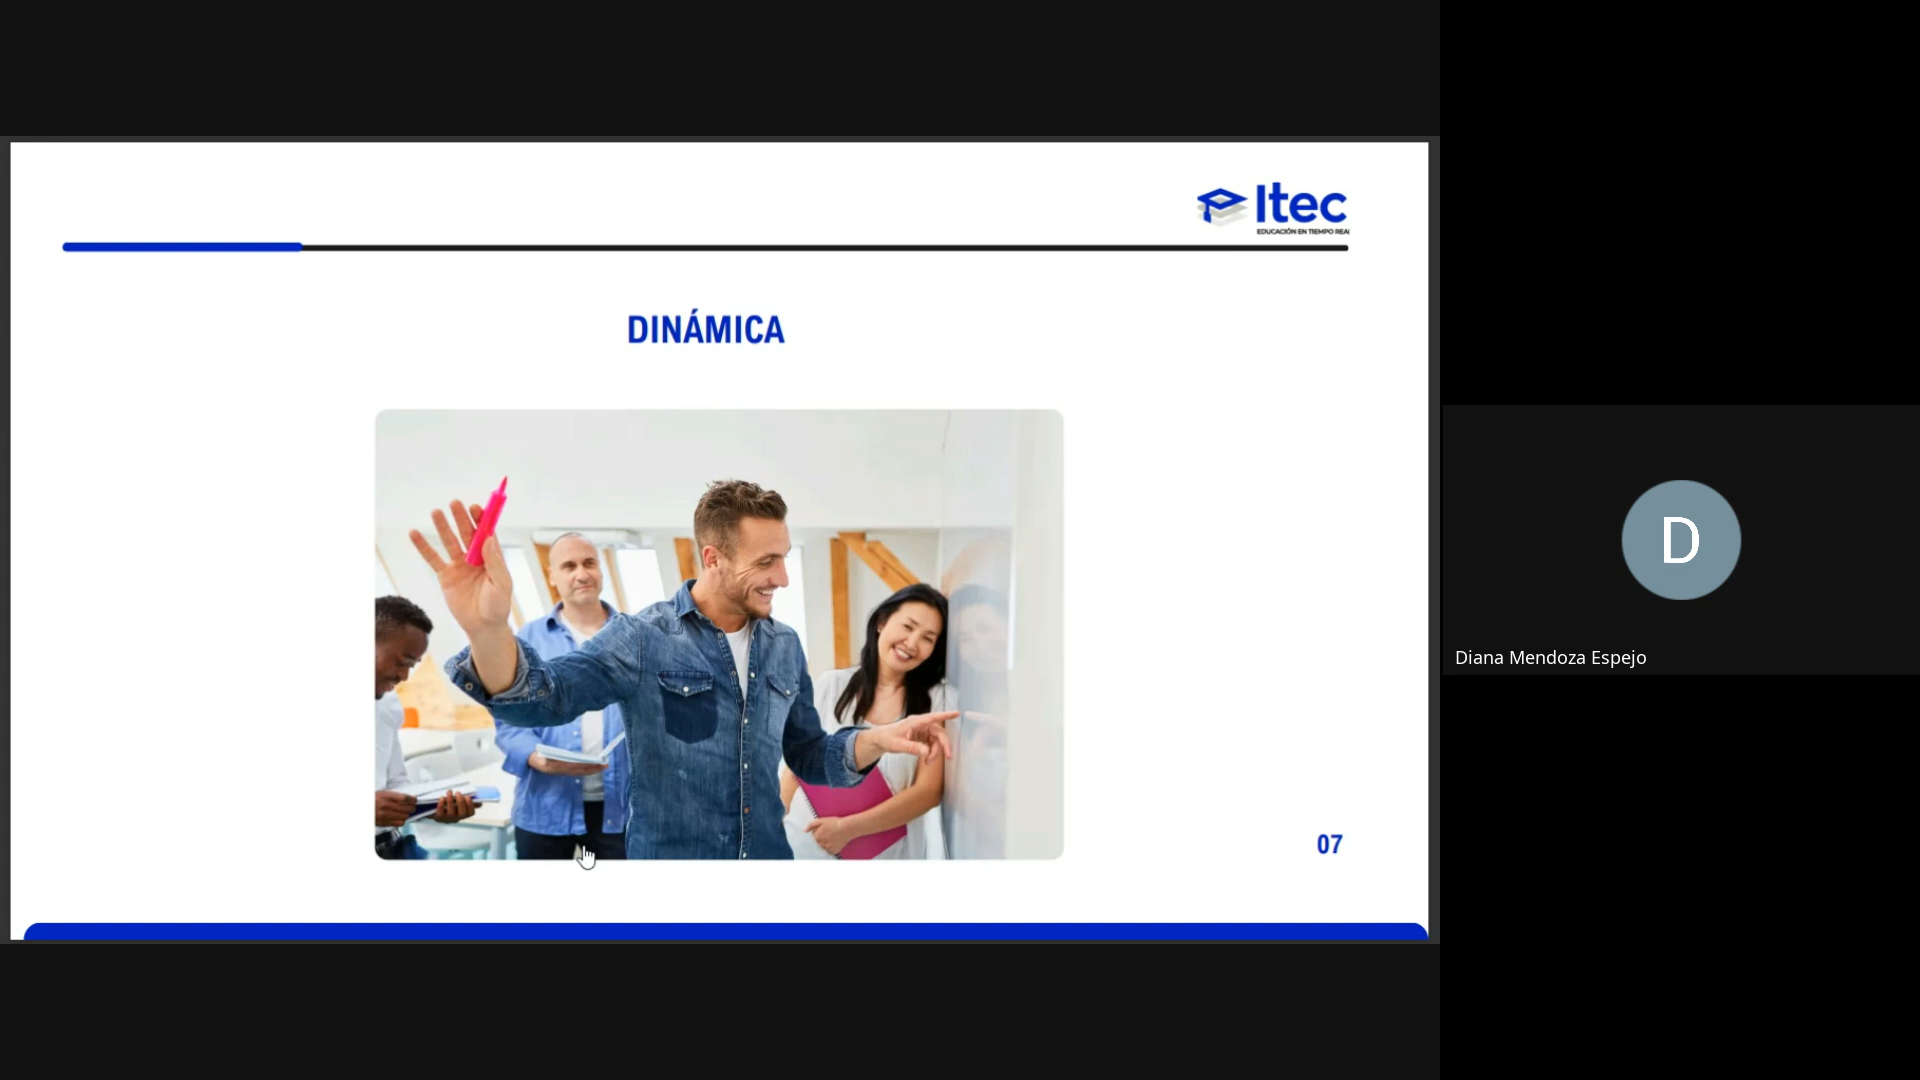 Itec
EDUCACIÓN EN TIEMPO REAL
DINÁMICA
07
D
Diana Mendoza Espejo